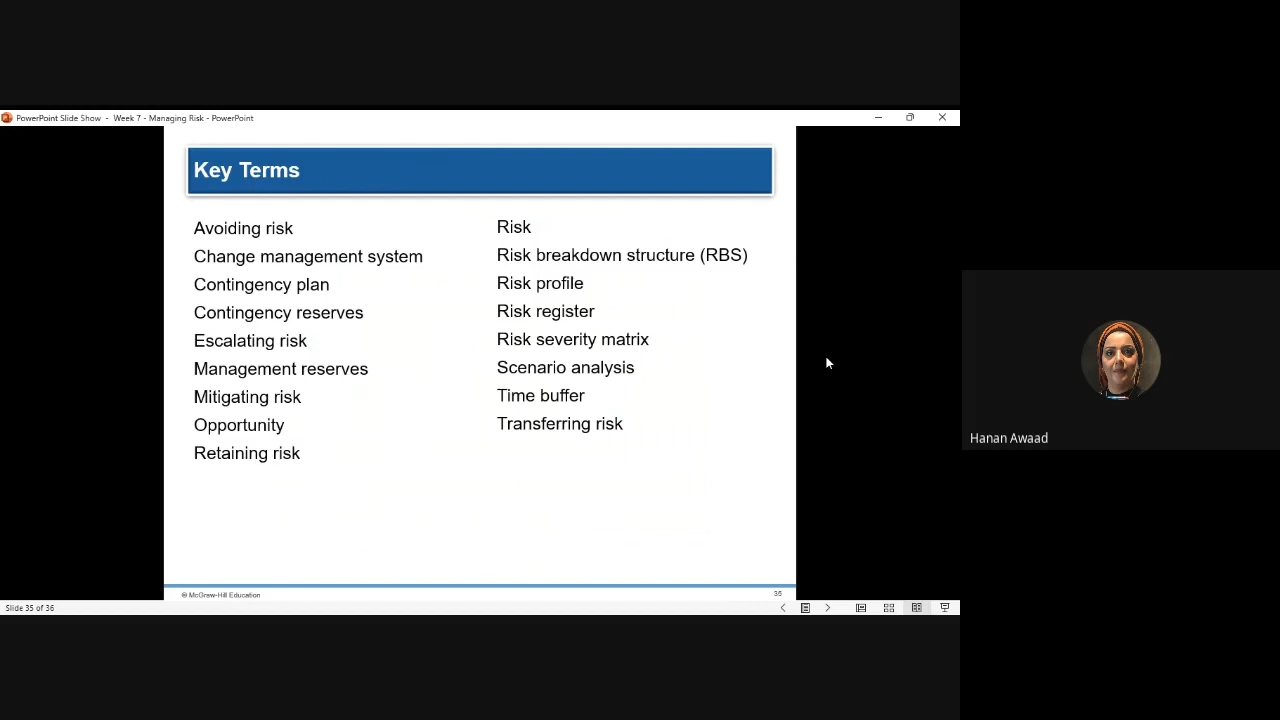 PowerPoint Slide Show - Week 7 - Managing Risk - PowerPoint
Key Terms
Avoiding risk
Change management system
Contingency plan
Contingency reserves
Escalating risk
Management reserves
Mitigating risk
Opportunity
Retaining risk
Risk
Risk breakdown structure (RBS)
Risk profile
Risk register
Risk severity matrix
Scenario analysis
Time buffer
Transferring risk
© McGraw-Hill Education
36
Slide 35 of 36
Hanan Awaad